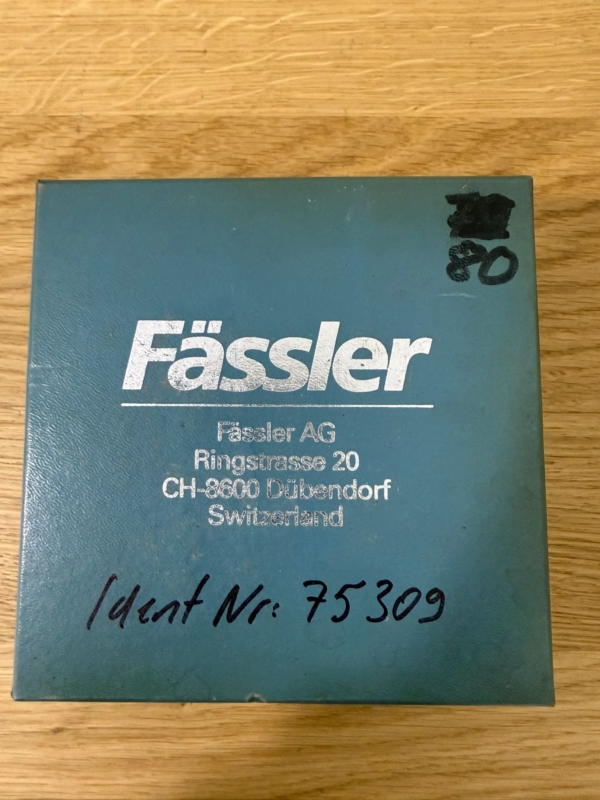 80
Fässler
Fässler AG
Ringstrasse 20
CH-8600 Dübendorf
Switzerland
Ident Nr: 75309